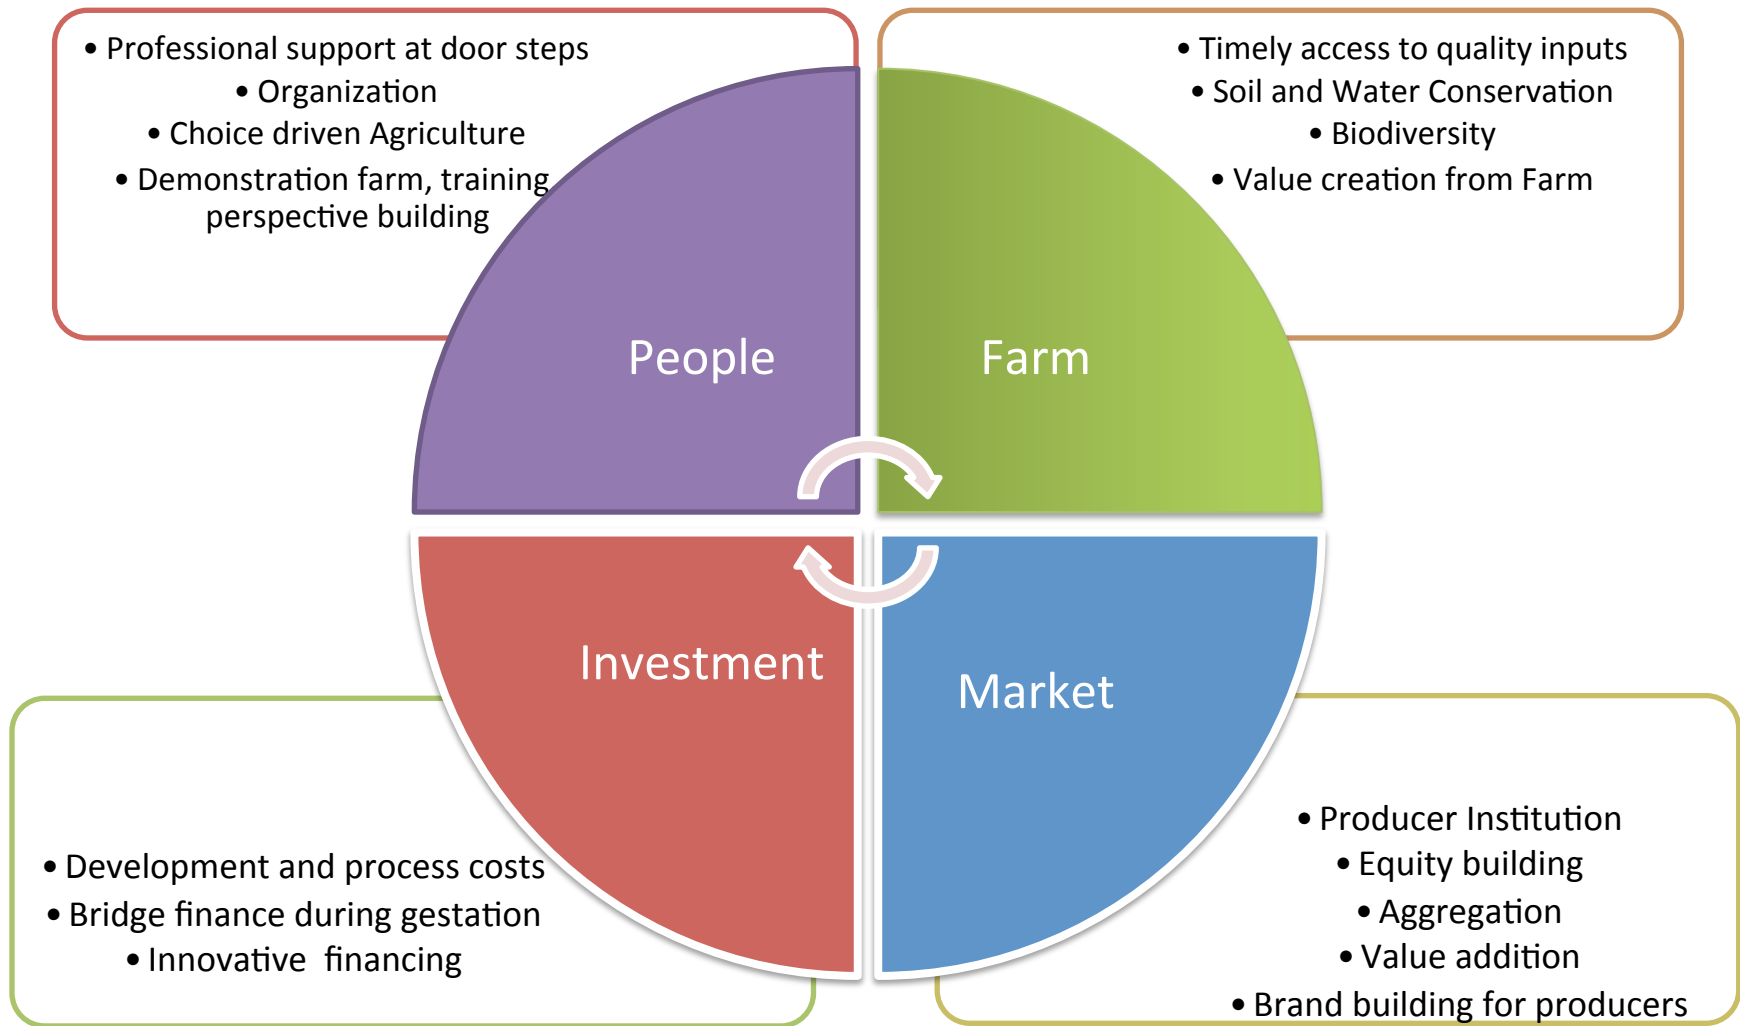 • Professional support at door steps
• Organization
• Choice driven Agriculture
• Demonstration farm, training
perspective building
• Timely access to quality inputs
• Soil and Water Conservation
• Biodiversity
• Value creation from Farm
People
Farm
Investment
Market
• Development and process costs
• Bridge finance during gestation
• Innovative financing
• Producer Institution
• Equity building
• Aggregation
• Value addition
• Brand building for producers